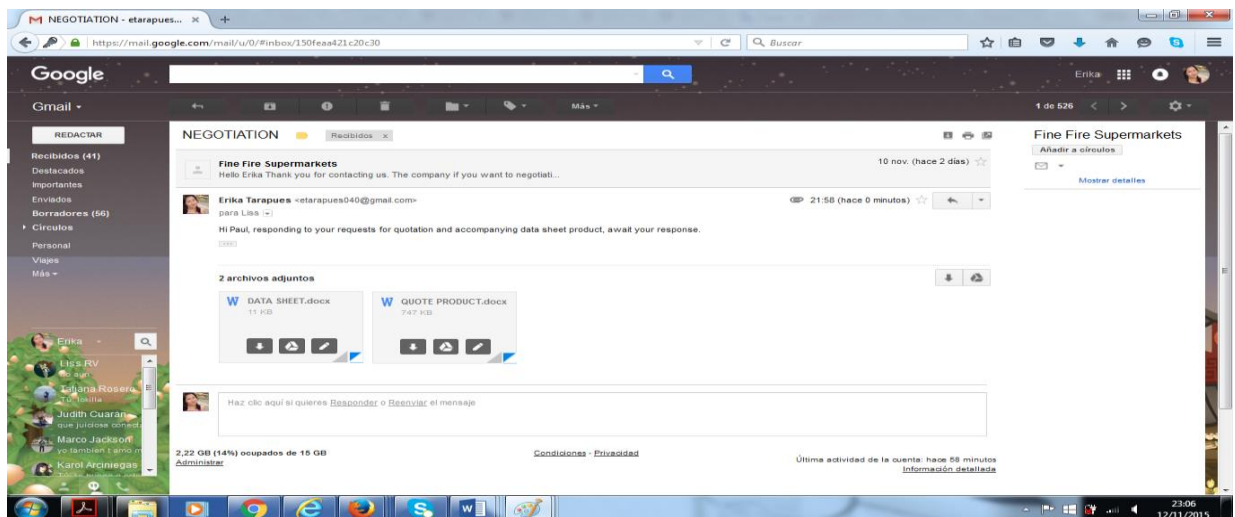 NEGOTIATION - etarapues... ×
https://mail.google.com/mail/u/0/#inbox/150feaa421c20c30
Buscar
Google
Erika
Gmail
Más
1 de 526
REDACTAR
NEGOTIATION
Recibidos x
Fine Fire Supermarkets
Añadir a círculos
Mostrar detalles
Recibidos (41)
Destacados
Importantes
Enviados
Borradores (56)
Círculos
Personal
Viajes
Más
Fine Fire Supermarkets
10 nov. (hace 2 días)
Hello Erika Thank you for contacting us. The company if you want to negotiati...
Erika Tarapues <etarapues040@gmail.com>
21:58 (hace 0 minutos)
para Liss
Hi Paul, responding to your requests for quotation and accompanying data sheet product, await your response.
2 archivos adjuntos
W DATA SHEET.docx
11 KB
W QUOTE PRODUCT.docx
747 KB
Erika
Liss RV
Tatiana Rosero
Judith Cuaran
Marco Jackson
Karol Arciniegas
Haz clic aquí si quieres Responder o Reenviar el mensaje
2,22 GB (14%) ocupados de 15 GB
Administrar
Condiciones - Privacidad
Última actividad de la cuenta: hace 58 minutos
Información detallada
23:06
12/11/2015